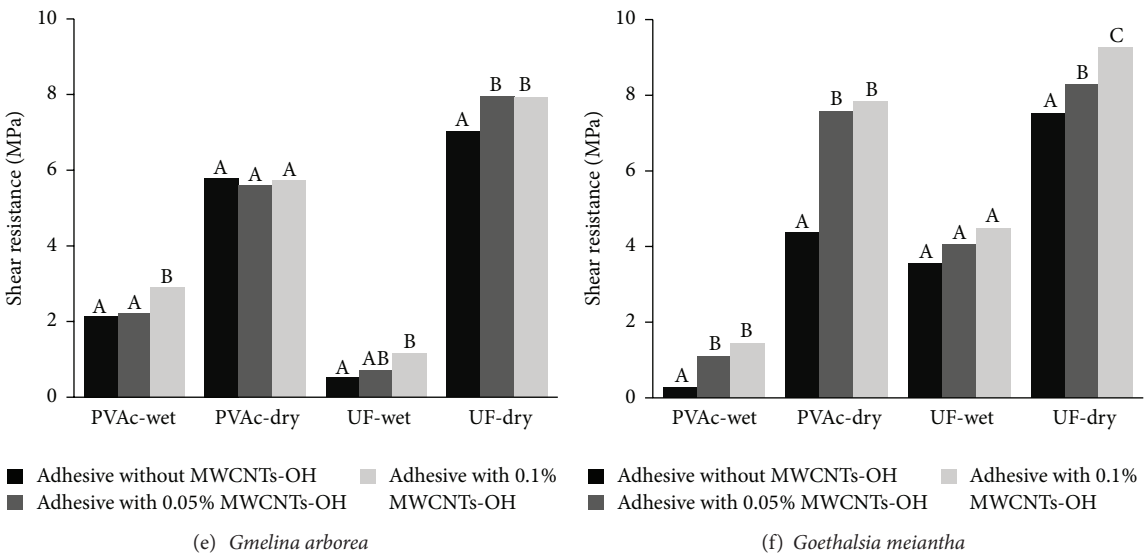 Shear resistance (MPa)
10
8
6
4
2
0
A
A
B
A
A
A
A
AB
B
A
B
B
PVAc-wet
PVAc-dry
UF-wet
UF-dry
Adhesive without MWCNTs-OH
Adhesive with 0.05% MWCNTs-OH
Adhesive with 0.1%
MWCNTs-OH
(e) Gmelina arborea
Shear resistance (MPa)
10
8
6
4
2
0
A
B
B
A
B
B
A
A
A
A
B
C
PVAc-wet
PVAc-dry
UF-wet
UF-dry
Adhesive without MWCNTs-OH
Adhesive with 0.05% MWCNTs-OH
Adhesive with 0.1%
MWCNTs-OH
(f) Goethalsia meiantha